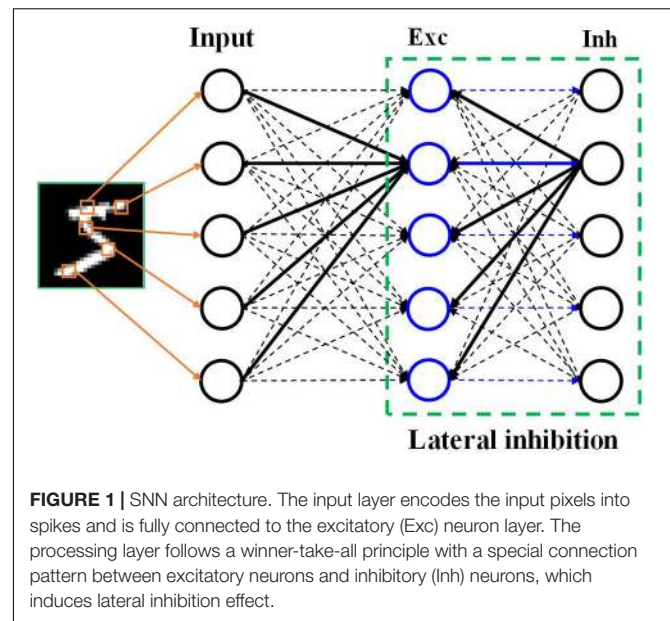 Input Exc Inh
Lateral inhibition
FIGURE 1 | SNN architecture. The input layer encodes the input pixels into
spikes and is fully connected to the excitatory (Exc) neuron layer. The
processing layer follows a winner-take-all principle with a special connection
pattern between excitatory neurons and inhibitory (Inh) neurons, which
induces lateral inhibition effect.